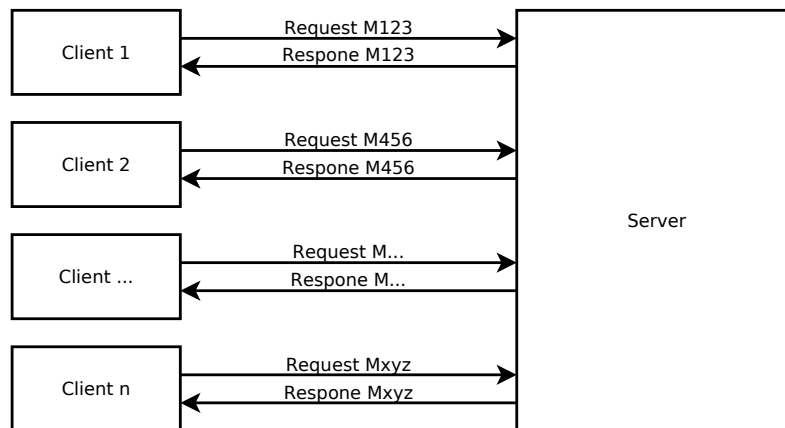 Client 1
Request M123
Respone M123
Client 2
Request M456
Respone M456
Client ...
Request M...
Respone M...
Client n
Request Mxyz
Respone Mxyz
Server